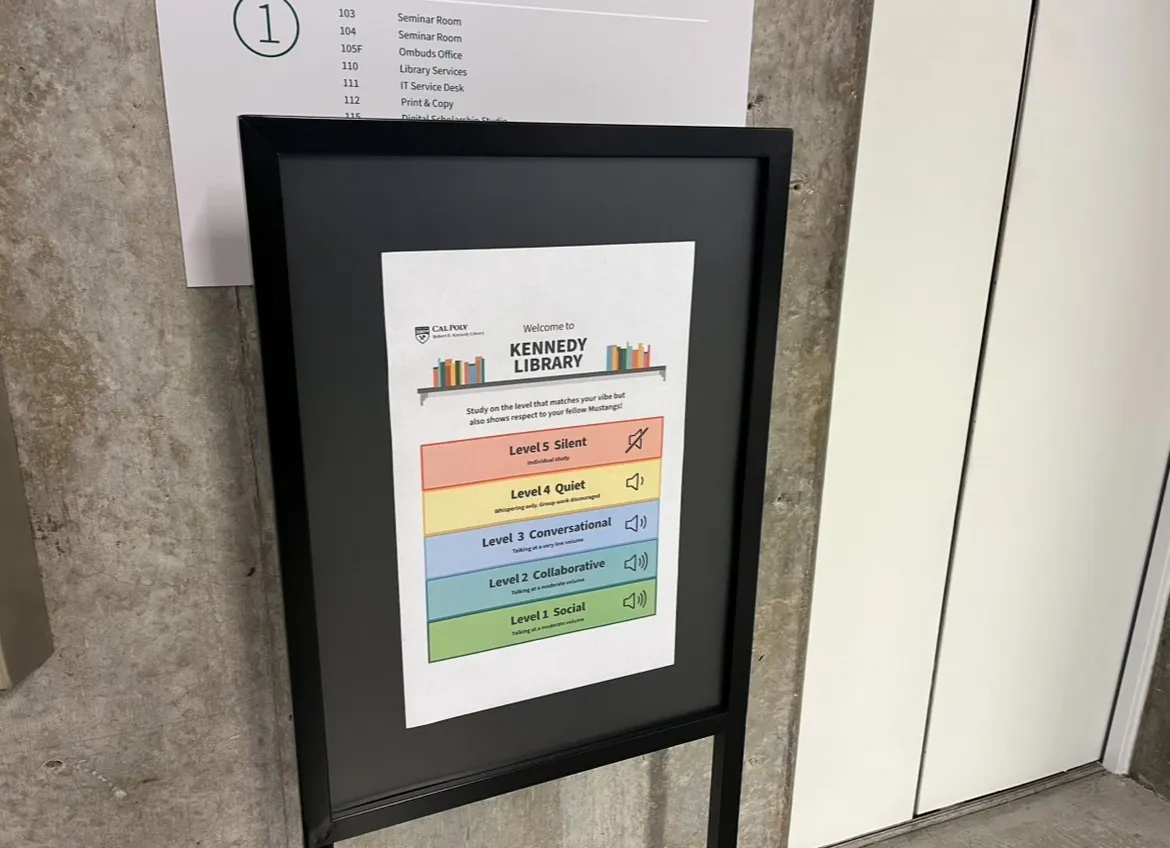 1
103 Seminar Room
104 Seminar Room
105F Ombuds Office
110 Library Services
111 IT Service Desk
112 Print & Copy
115 Digital Scholarship Studio
CAL POLY
Robert E. Kennedy Library
Welcome to
KENNEDY
LIBRARY
Study on the level that matches your vibe but
also shows respect to your fellow Mustangs!
Level 5 Silent
Individual study
Level 4 Quiet
Whispering only. Group work discouraged
Level 3 Conversational
Talking at a very low volume
Level 2 Collaborative
Talking at a moderate volume
Level 1 Social
Talking at a moderate volume